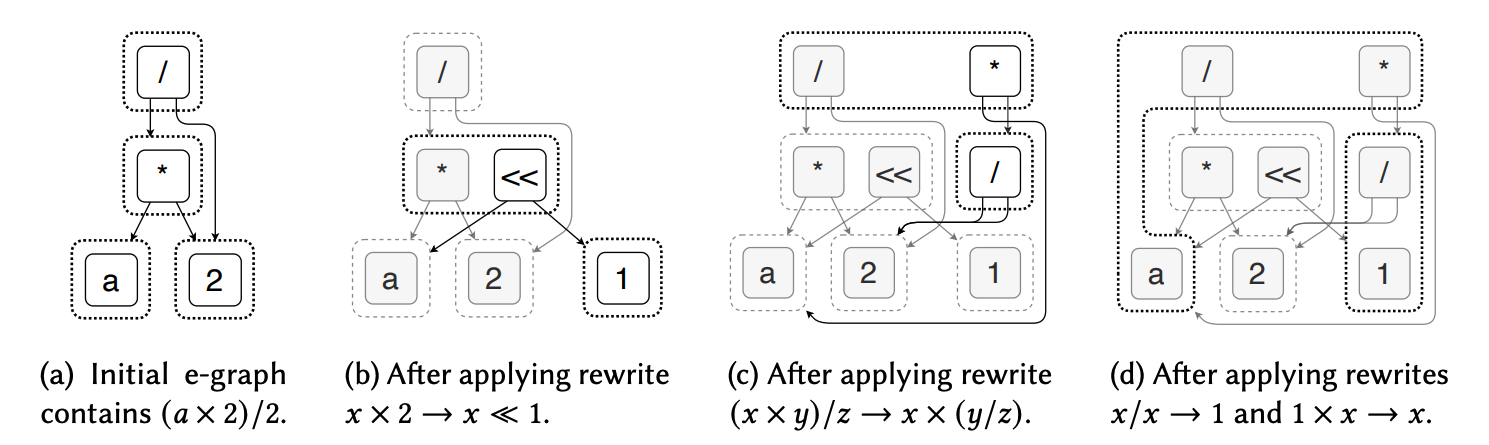 /
*
a 2
(a) Initial e-graph
contains (a × 2)/2.
/
* <<
a 2 1
(b) After applying rewrite
x × 2 → x ≪ 1.
/ *
* << /
a 2 1
(c) After applying rewrite
(x × y)/z → x × (y/z).
/ *
* << /
a 2 1
(d) After applying rewrites
x/x → 1 and 1 × x → x.